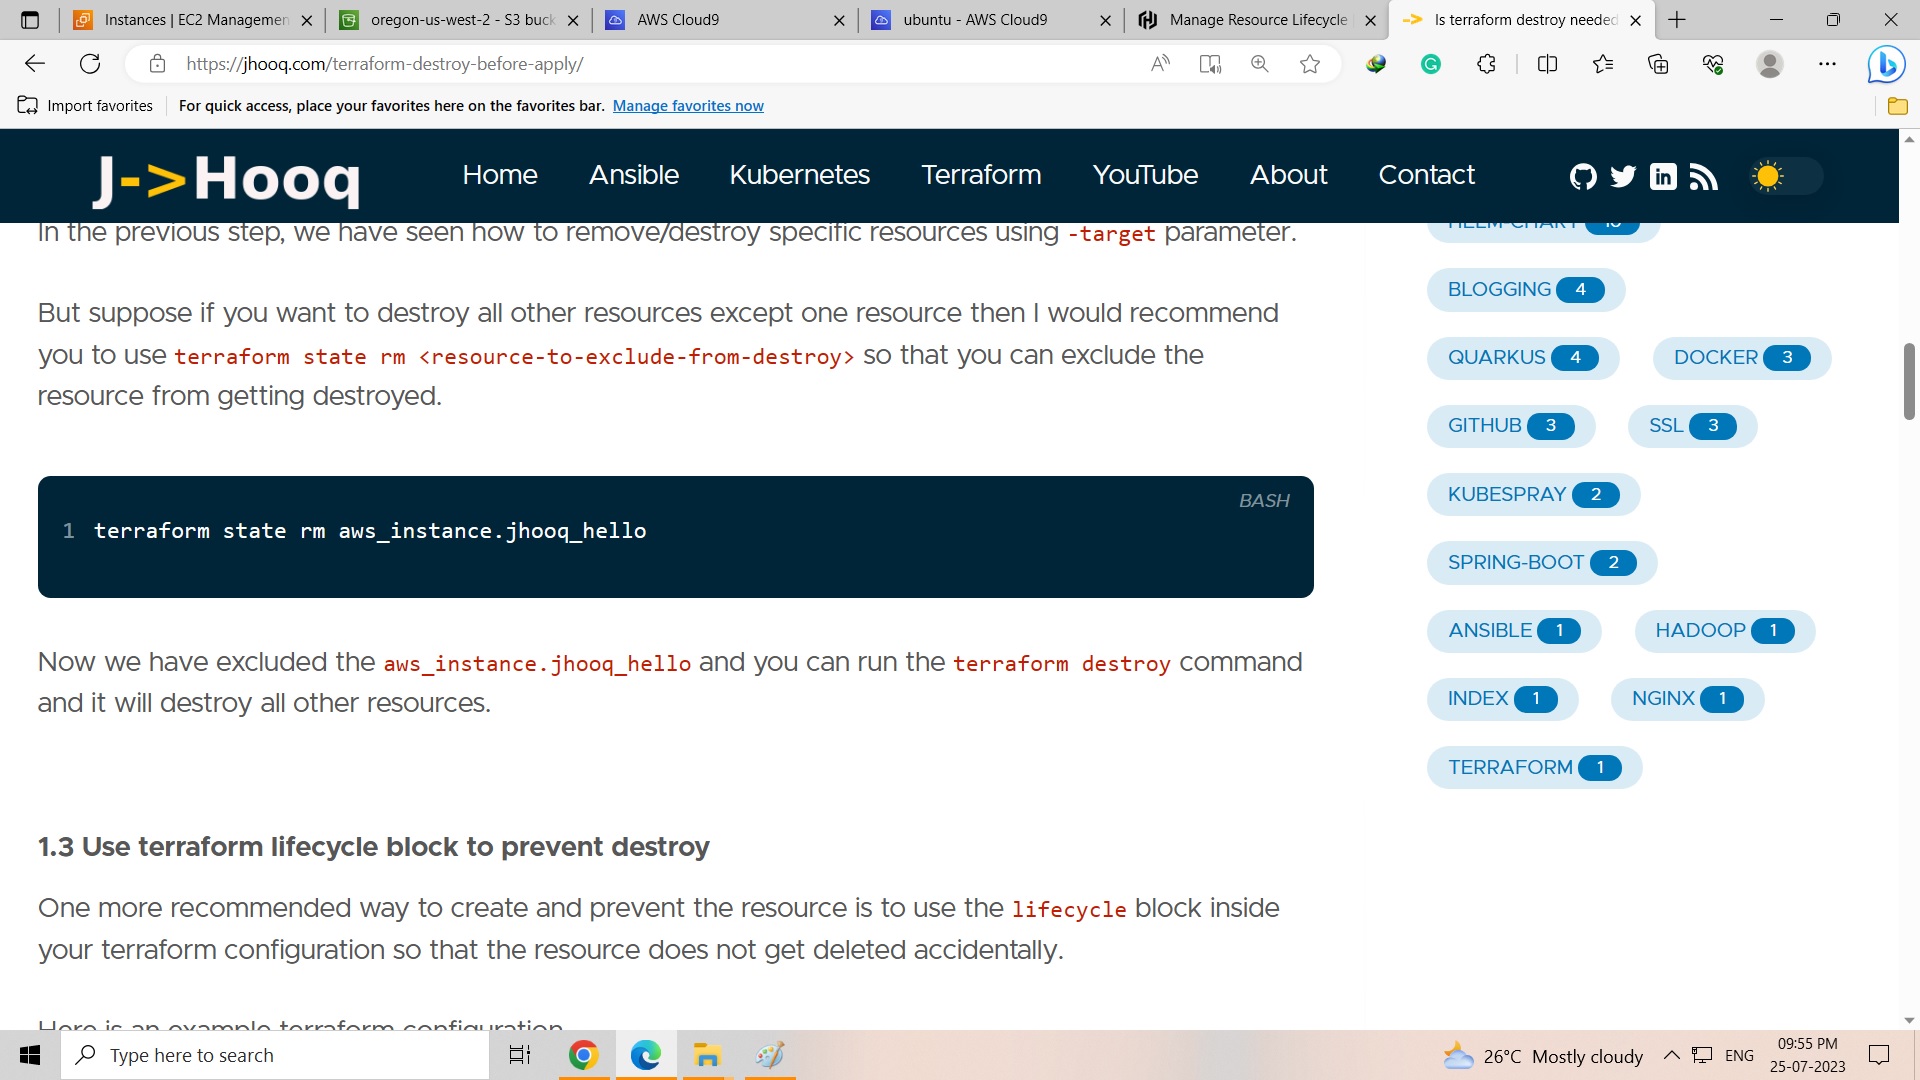 Instances | EC2 Managemen
oregon-us-west-2 - S3 buck
AWS Cloud9
ubuntu - AWS Cloud9
Manage Resource Lifecycle
Is terraform destroy needed
https://jhooq.com/terraform-destroy-before-apply/
Import favorites
For quick access, place your favorites here on the favorites bar. Manage favorites now
J->Hooq
Home Ansible Kubernetes Terraform YouTube About Contact
In the previous step, we have seen how to remove/destroy specific resources using -target parameter.
But suppose if you want to destroy all other resources except one resource then I would recommend
you to use terraform state rm <resource-to-exclude-from-destroy> so that you can exclude the
resource from getting destroyed.
BASH
1 terraform state rm aws_instance.jhooq_hello
Now we have excluded the aws_instance.jhooq_hello and you can run the terraform destroy command
and it will destroy all other resources.
1.3 Use terraform lifecycle block to prevent destroy
One more recommended way to create and prevent the resource is to use the lifecycle block inside
your terraform configuration so that the resource does not get deleted accidentally.
Here is an example terraform configuration
HELM-CHART 10
BLOGGING 4
QUARKUS 4 DOCKER 3
GITHUB 3 SSL 3
KUBESPRAY 2
SPRING-BOOT 2
ANSIBLE 1 HADOOP 1
INDEX 1 NGINX 1
TERRAFORM 1
Type here to search
26°C Mostly cloudy
ENG
09:55 PM
25-07-2023